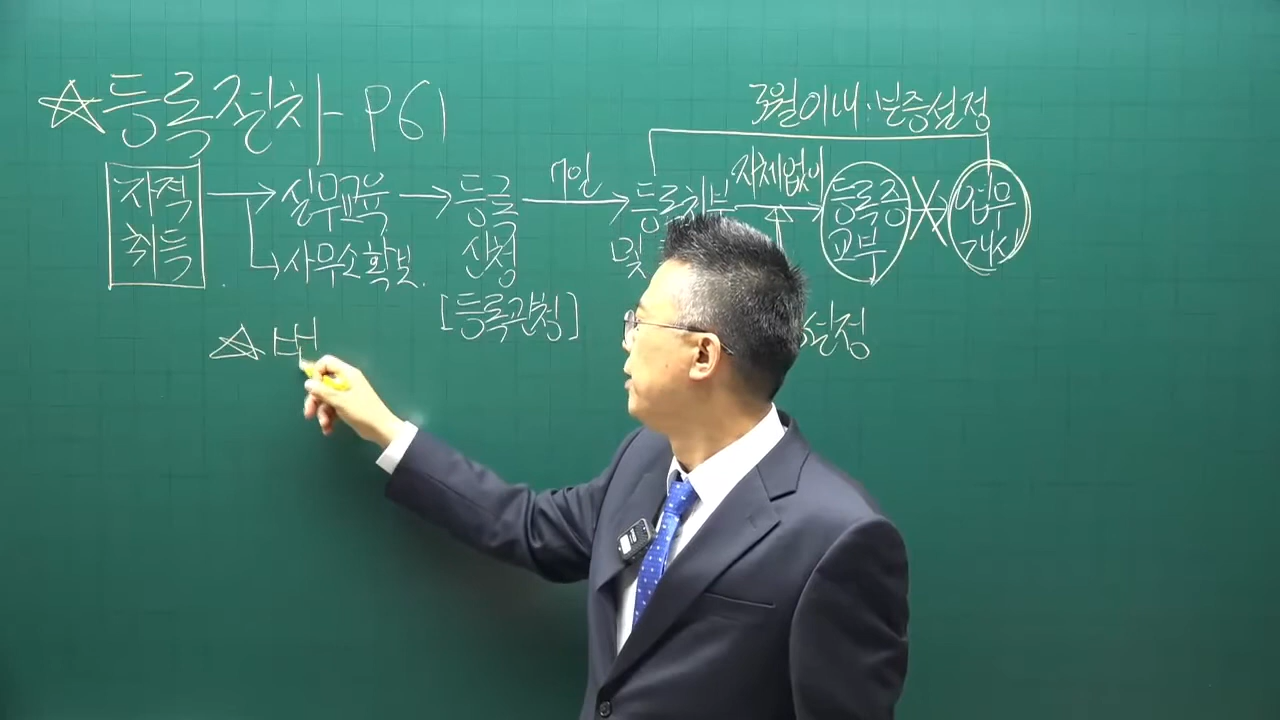 ☆등록절차 P61
3월이내:보증설정
자격 → 실무교육 → 등록 7일→ 등록처분 지체없이→ 등록증 업무
취득 사무소확보. 신청 및 교부 개시
[등록관청] 설정
☆ 버